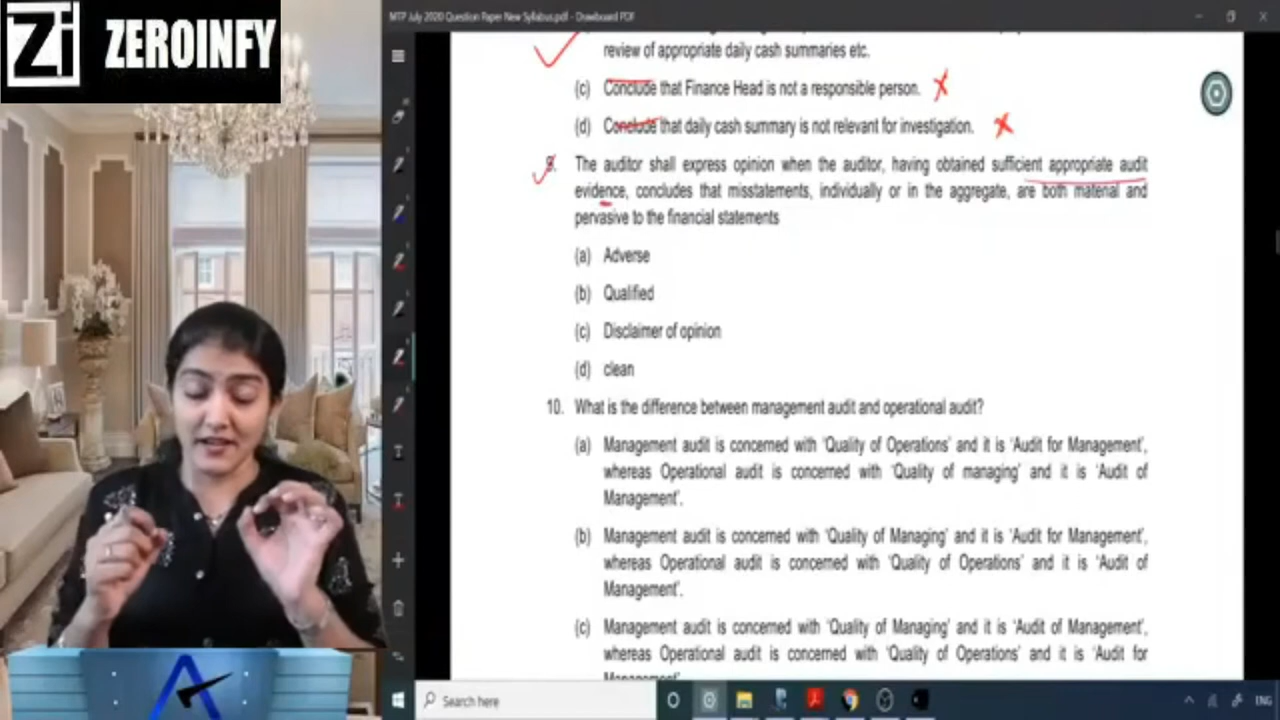 Zi ZEROINFY
MTP July 2020 Question Paper New Syllabus.pdf - Drawboard PDF
review of appropriate daily cash summaries etc.
(c) Conclude that Finance Head is not a responsible person.
(d) Conclude that daily cash summary is not relevant for investigation.
9. The auditor shall express opinion when the auditor, having obtained sufficient appropriate audit
evidence, concludes that misstatements, individually or in the aggregate, are both material and
pervasive to the financial statements
(a) Adverse
(b) Qualified
(c) Disclaimer of opinion
(d) clean
10. What is the difference between management audit and operational audit?
(a) Management audit is concerned with 'Quality of Operations' and it is 'Audit for Management',
whereas Operational audit is concerned with 'Quality of managing' and it is 'Audit of
Management'.
(b) Management audit is concerned with 'Quality of Managing' and it is 'Audit for Management',
whereas Operational audit is concerned with 'Quality of Operations' and it is 'Audit of
Management'.
(c) Management audit is concerned with 'Quality of Managing' and it is 'Audit of Management',
whereas Operational audit is concerned with 'Quality of Operations' and it is 'Audit for
Management'.
Search here
ENG